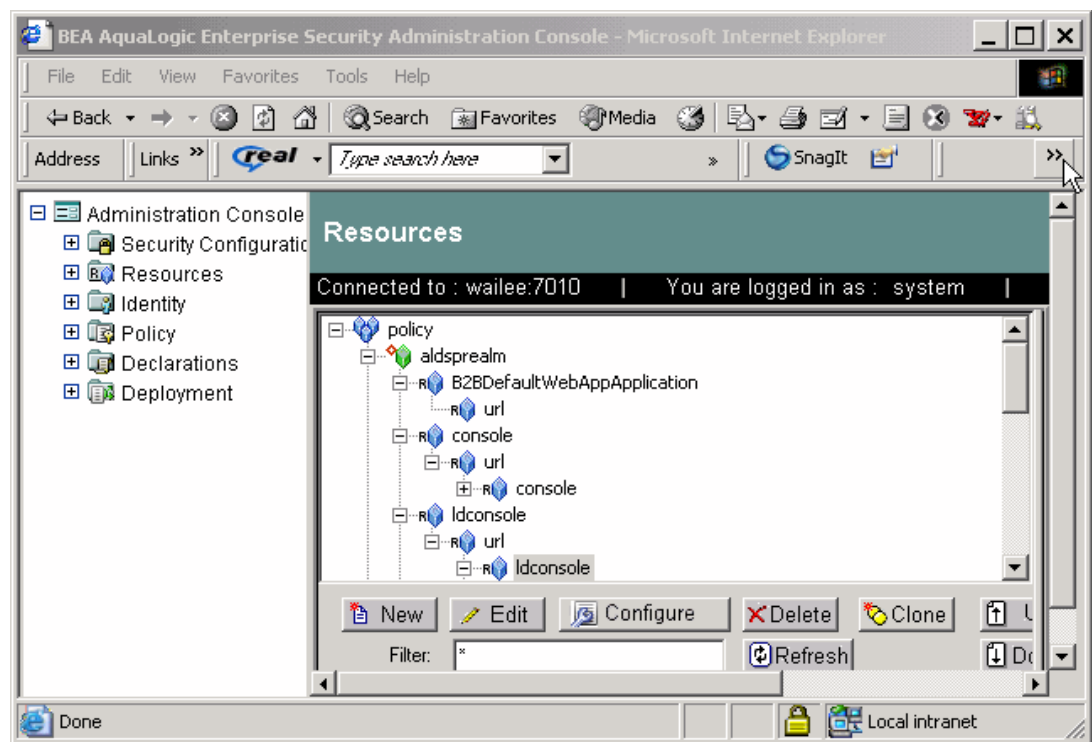 BEA AquaLogic Enterprise Security Administration Console - Microsoft Internet Explorer
File Edit View Favorites Tools Help
Back Search Favorites Media
Address Links » real Type search here » SnagIt »
Administration Console
Security Configuratio
Resources
Identity
Policy
Declarations
Deployment
Resources
Connected to : wailee:7010 | You are logged in as : system |
policy
aldsprealm
R B2BDefaultWebAppApplication
R url
R console
R url
R console
R ldconsole
R url
R ldconsole
New Edit Configure Delete Clone U
Filter: * Refresh Do
Done Local intranet